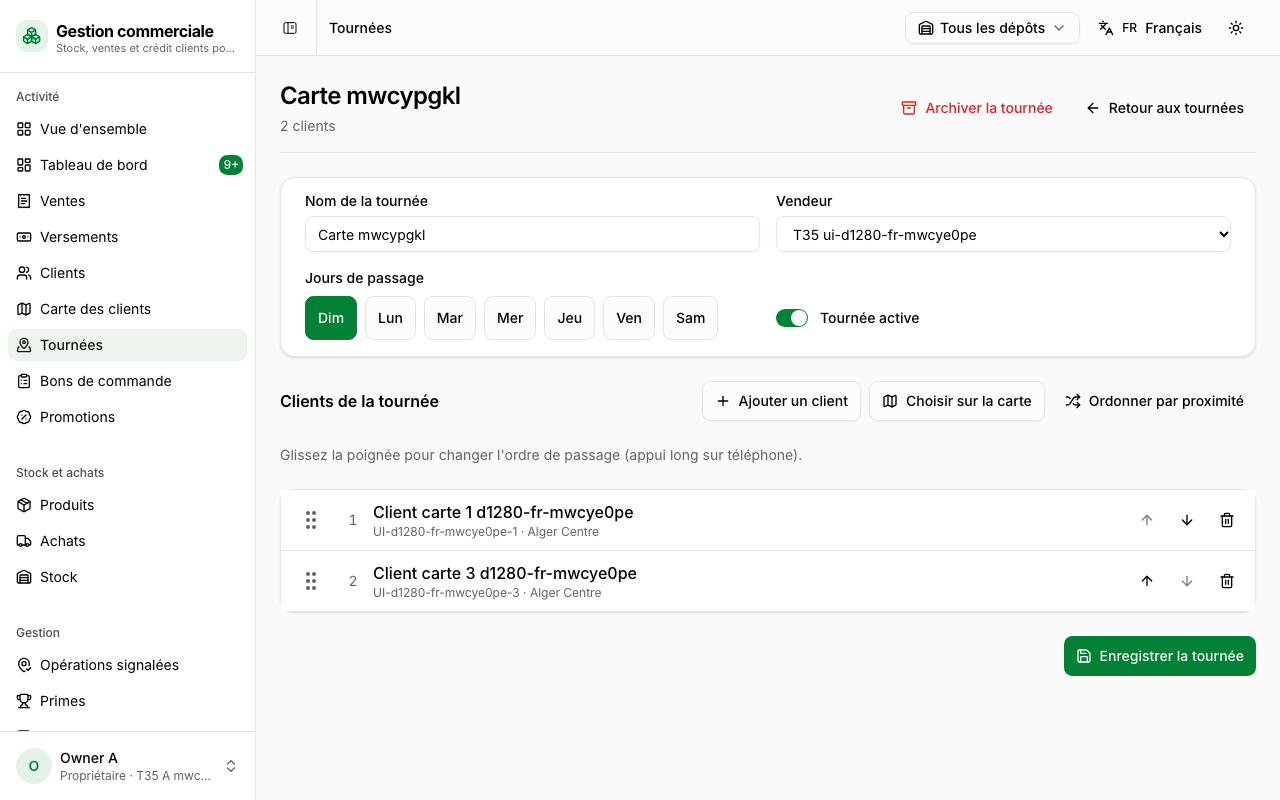 Gestion commerciale
Stock, ventes et crédit clients po...
Activité
Vue d'ensemble
Tableau de bord
9+
Ventes
Versements
Clients
Carte des clients
Tournées
Bons de commande
Promotions
Stock et achats
Produits
Achats
Stock
Gestion
Opérations signalées
Primes
O
Owner A
Propriétaire · T35 A mwc...
Tournées
Tous les dépôts
FR Français
Carte mwcypgkl
2 clients
Archiver la tournée
Retour aux tournées
Nom de la tournée
Carte mwcypgkl
Vendeur
T35 ui-d1280-fr-mwcye0pe
Jours de passage
Dim Lun Mar Mer Jeu Ven Sam
Tournée active
Clients de la tournée
Ajouter un client
Choisir sur la carte
Ordonner par proximité
Glissez la poignée pour changer l'ordre de passage (appui long sur téléphone).
1
Client carte 1 d1280-fr-mwcye0pe
UI-d1280-fr-mwcye0pe-1 · Alger Centre
2
Client carte 3 d1280-fr-mwcye0pe
UI-d1280-fr-mwcye0pe-3 · Alger Centre
Enregistrer la tournée